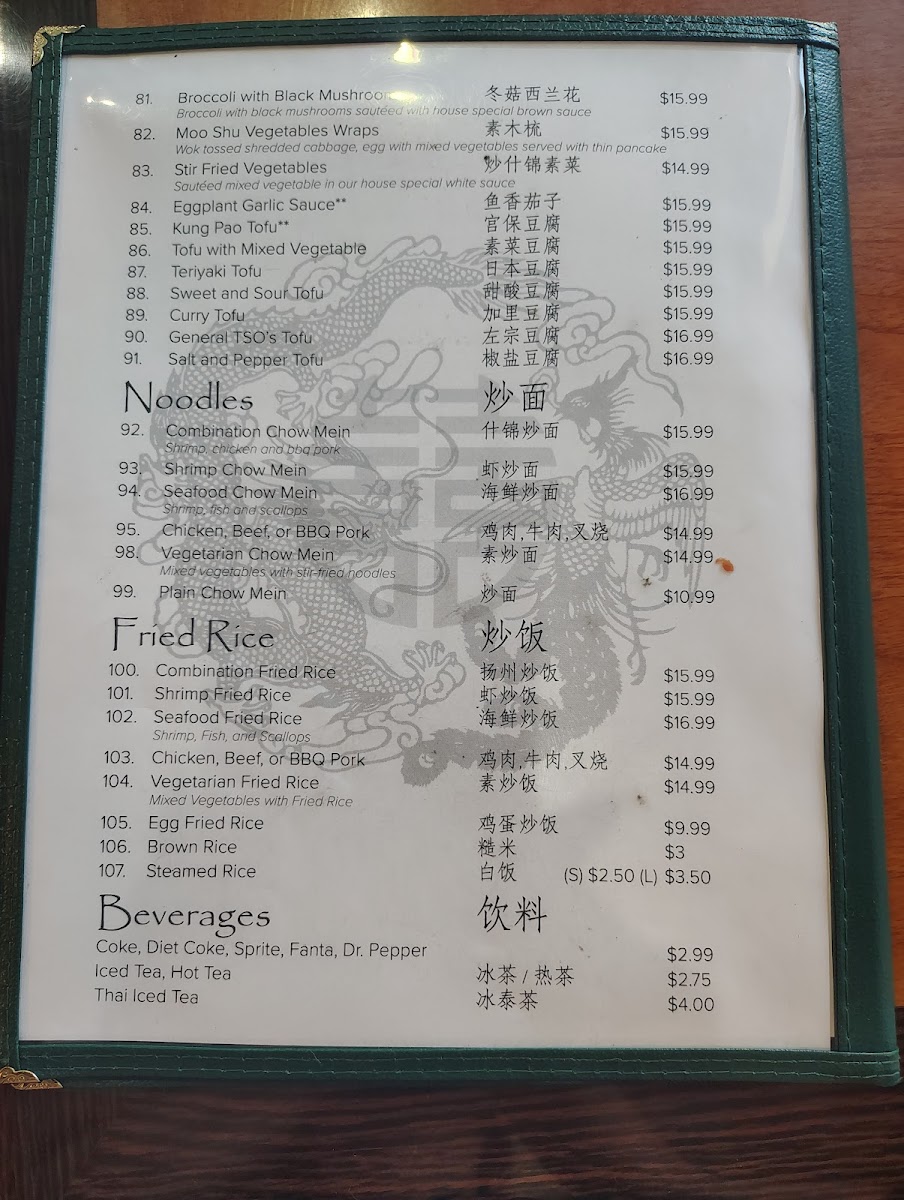 81. Broccoli with Black Mushroom 冬菇西兰花 $15.99
Broccoli with black mushrooms sautéed with house special brown sauce
82. Moo Shu Vegetables Wraps 素木梳 $15.99
Wok tossed shredded cabbage, egg with mixed vegetables served with thin pancake
83. Stir Fried Vegetables 炒什锦素菜 $14.99
Sautéed mixed vegetable in our house special white sauce
84. Eggplant Garlic Sauce** 鱼香茄子 $15.99
85. Kung Pao Tofu** 宫保豆腐 $15.99
86. Tofu with Mixed Vegetable 素菜豆腐 $15.99
87. Teriyaki Tofu 日本豆腐 $15.99
88. Sweet and Sour Tofu 甜酸豆腐 $15.99
89. Curry Tofu 加里豆腐 $15.99
90. General TSO's Tofu 左宗豆腐 $16.99
91. Salt and Pepper Tofu 椒盐豆腐 $16.99
Noodles 炒面
92. Combination Chow Mein 什锦炒面 $15.99
Shrimp, chicken and bbq pork
93. Shrimp Chow Mein 虾炒面 $15.99
94. Seafood Chow Mein 海鲜炒面 $16.99
Shrimp, fish and scallops
95. Chicken, Beef, or BBQ Pork 鸡肉,牛肉,叉烧 $14.99
98. Vegetarian Chow Mein 素炒面 $14.99
Mixed vegetables with stir-fried noodles
99. Plain Chow Mein 炒面 $10.99
Fried Rice 炒饭
100. Combination Fried Rice 扬州炒饭 $15.99
101. Shrimp Fried Rice 虾炒饭 $15.99
102. Seafood Fried Rice 海鲜炒饭 $16.99
Shrimp, Fish, and Scallops
103. Chicken, Beef, or BBQ Pork 鸡肉,牛肉,叉烧 $14.99
104. Vegetarian Fried Rice 素炒饭 $14.99
Mixed Vegetables with Fried Rice
105. Egg Fried Rice 鸡蛋炒饭 $9.99
106. Brown Rice 糙米 $3
107. Steamed Rice 白饭 (S) $2.50 (L) $3.50
Beverages 饮料
Coke, Diet Coke, Sprite, Fanta, Dr. Pepper $2.99
Iced Tea, Hot Tea 冰茶 / 热茶 $2.75
Thai Iced Tea 冰泰茶 $4.00